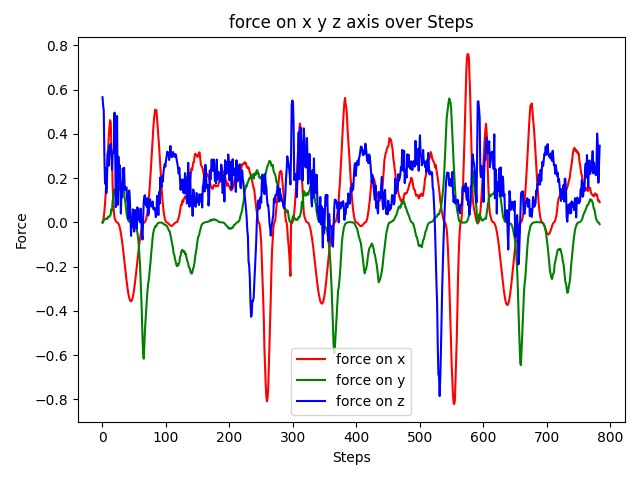 force on x y z axis over Steps
0.8
0.6
0.4
0.2
0.0
−0.2
−0.4
−0.6
−0.8
Force
force on x
force on y
force on z
0 100 200 300 400 500 600 700 800
Steps